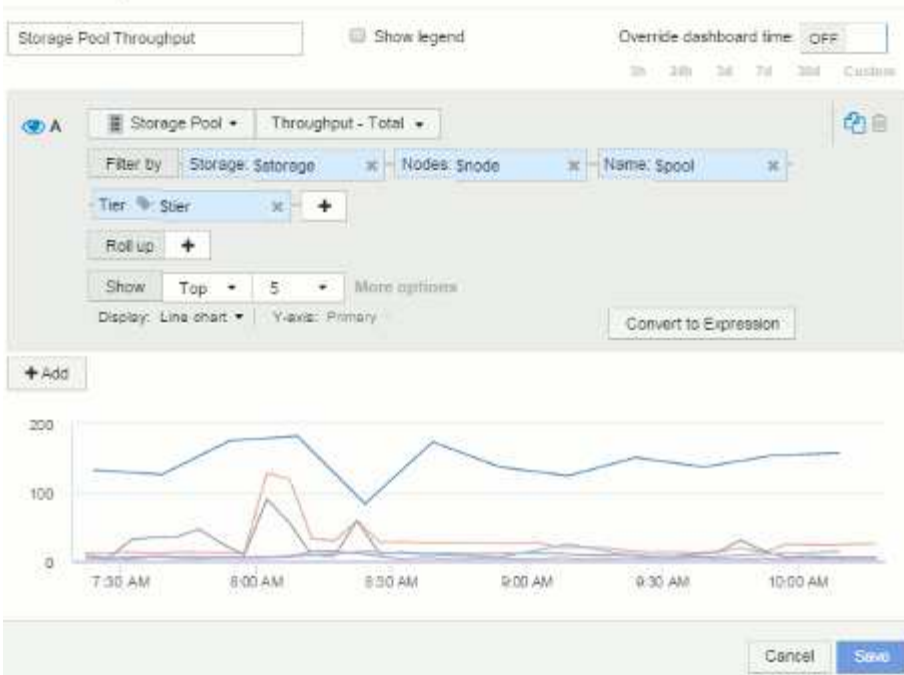 Storage Pool Throughput Show legend Override dashboard time OFF
3h 24h 3d 7d 30d Custom
A Storage Pool Throughput - Total
Filter by Storage: $storage Nodes: $node Name: $pool
Tier $tier +
Roll up +
Show Top 5 More options
Display: Line chart Y-axis: Primary Convert to Expression
+ Add
200
100
0
7:30 AM 8:00 AM 8:30 AM 9:00 AM 9:30 AM 10:00 AM
Cancel Save